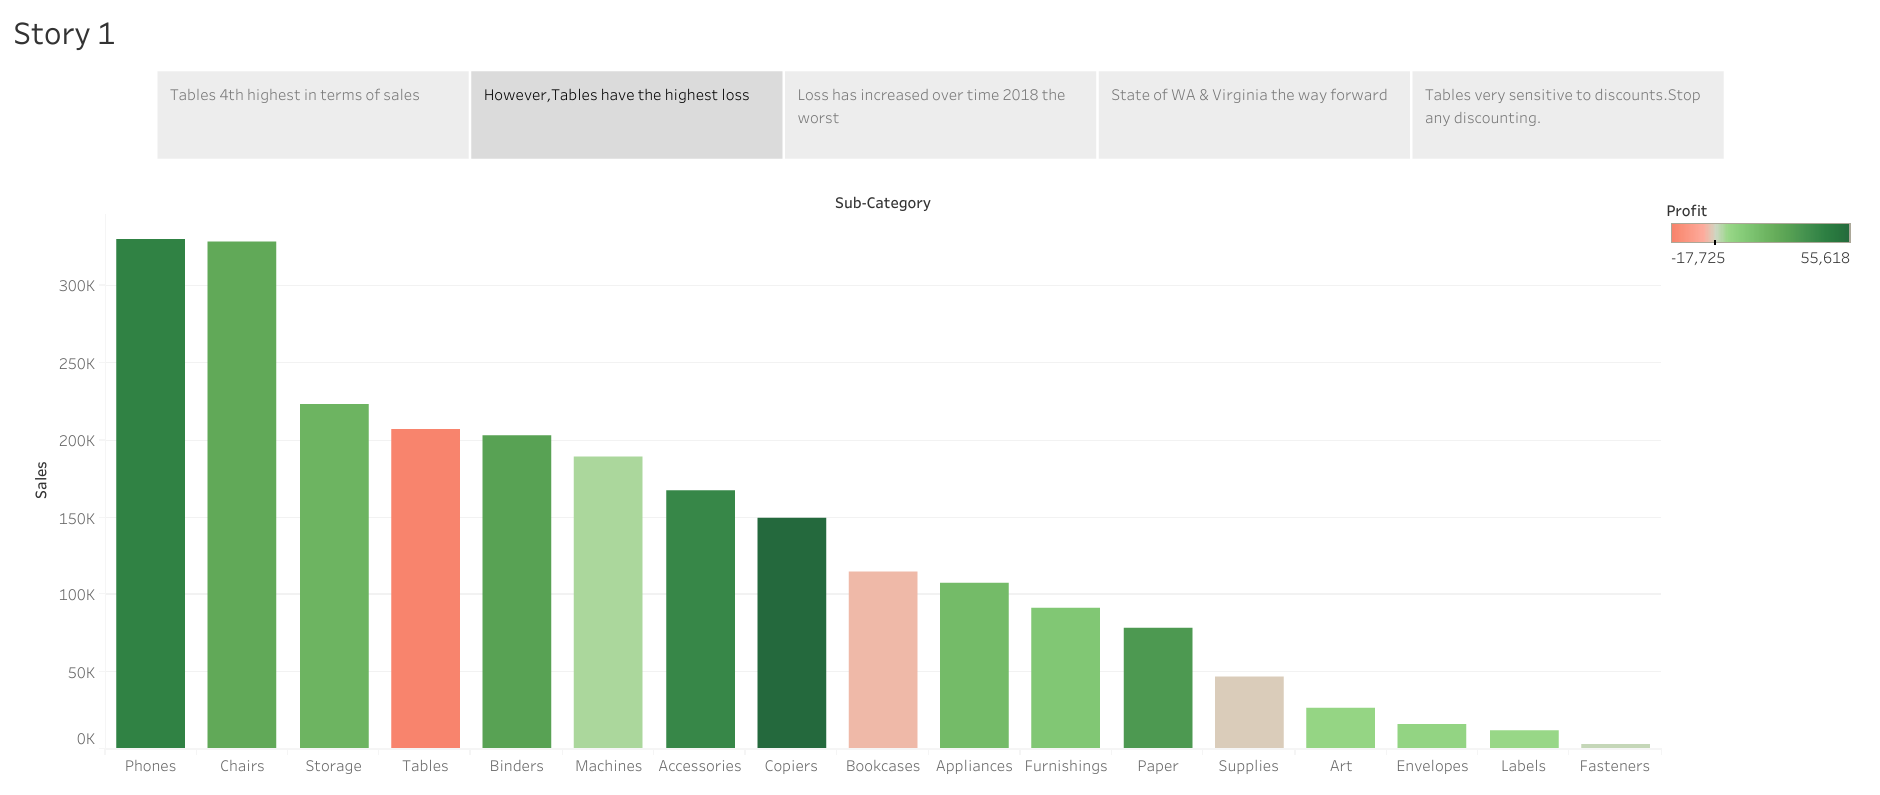 Story 1
Tables 4th highest in terms of sales
However,Tables have the highest loss
Loss has increased over time 2018 the
worst
State of WA & Virginia the way forward
Tables very sensitive to discounts.Stop
any discounting.
Sub-Category
Profit
-17,725
55,618
300K
250K
200K
150K
100K
50K
0K
Sales
Phones
Chairs
Storage
Tables
Binders
Machines
Accessories
Copiers
Bookcases
Appliances
Furnishings
Paper
Supplies
Art
Envelopes
Labels
Fasteners